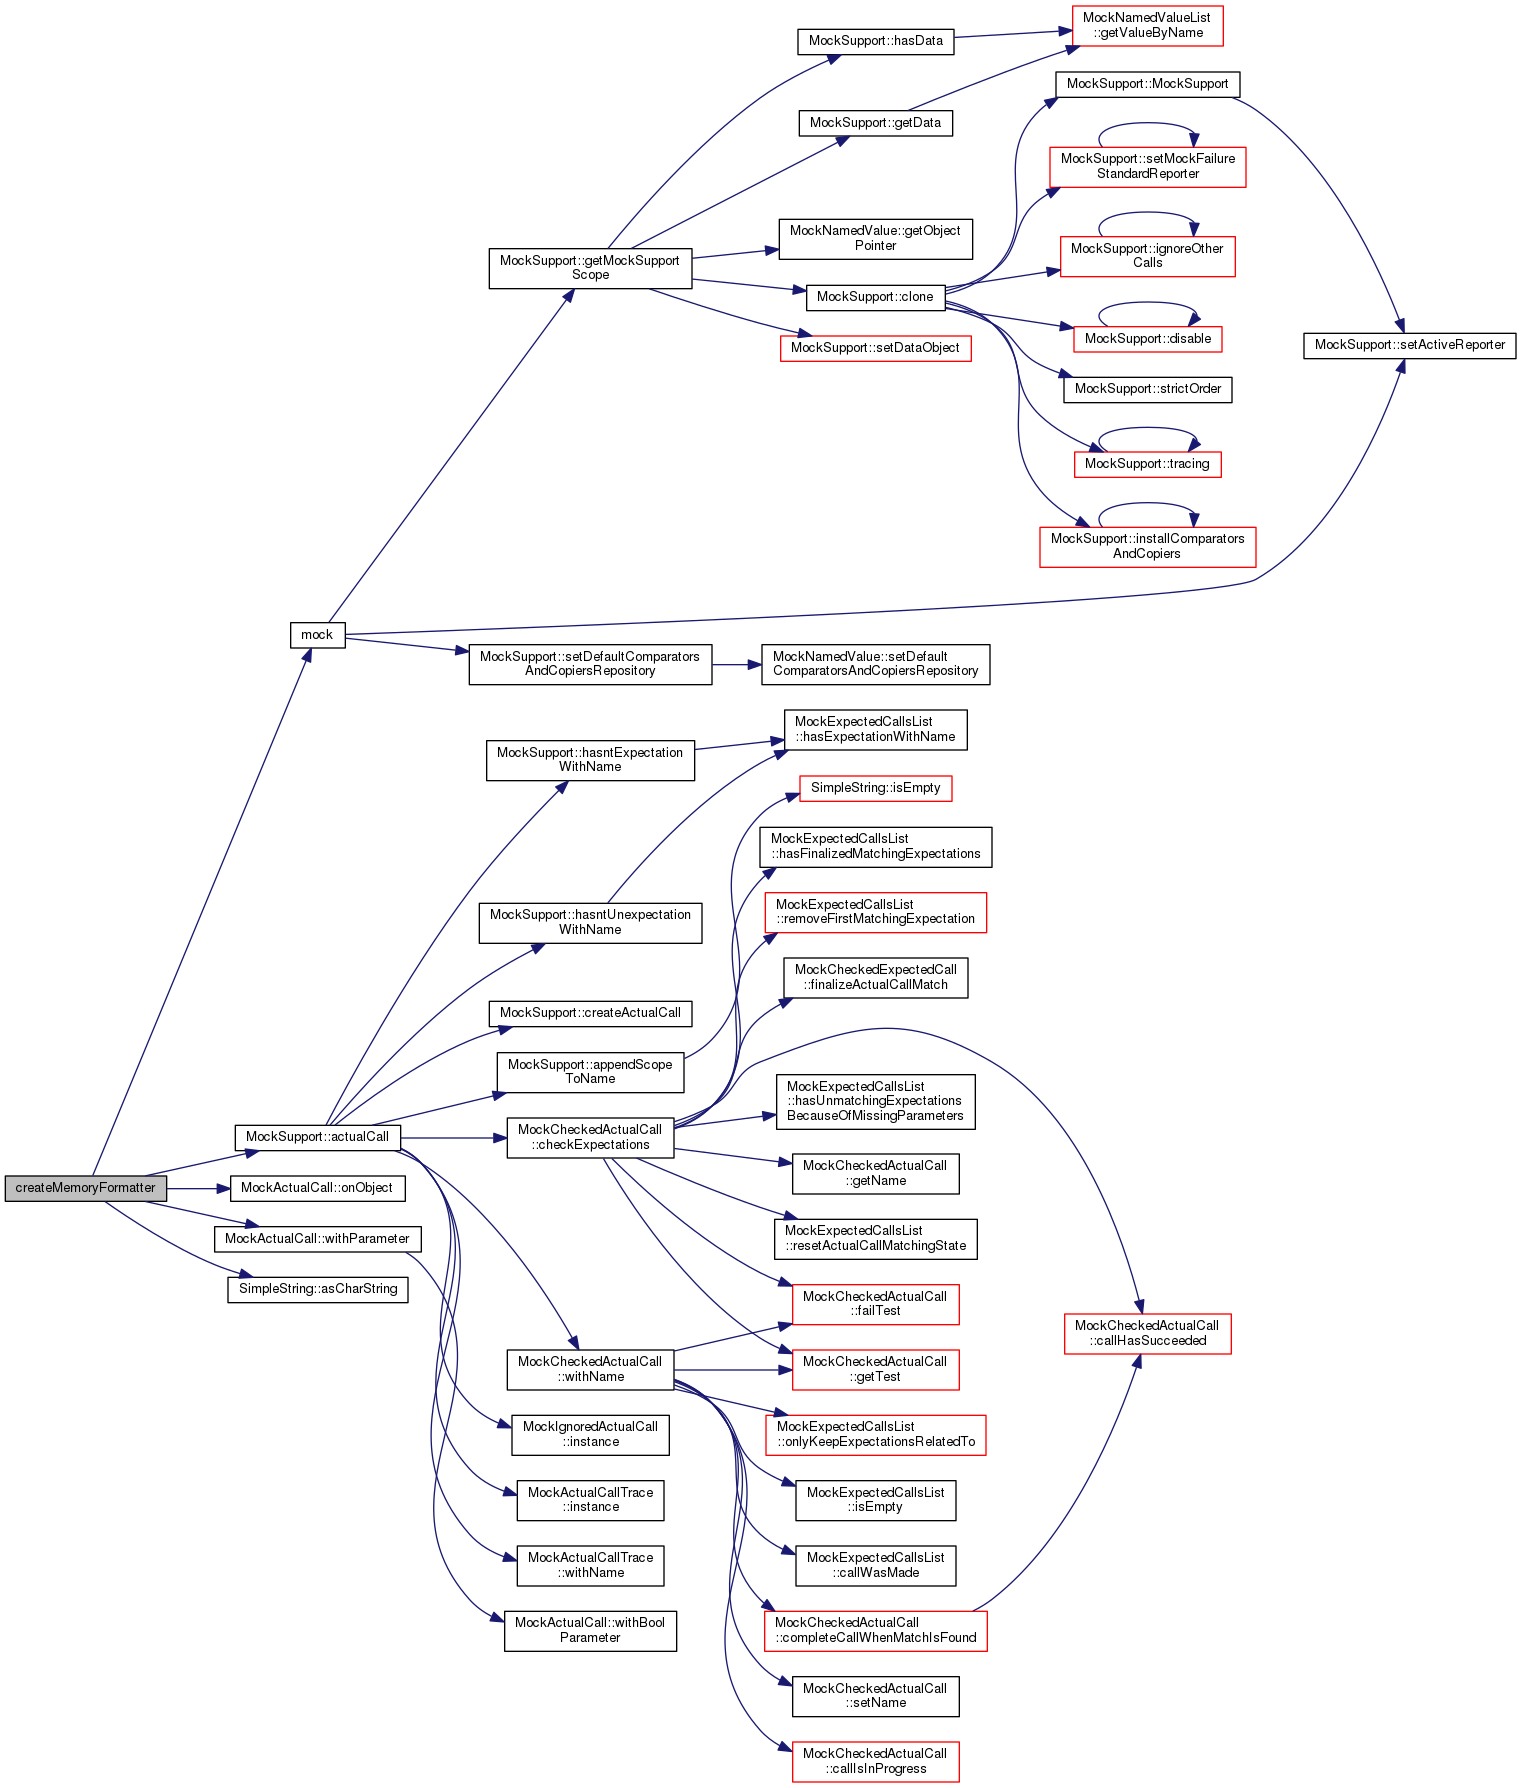 MockSupport::hasData
MockNamedValueList
::getValueByName
MockSupport::MockSupport
MockSupport::getData
MockSupport::setMockFailure
StandardReporter
MockNamedValue::getObject
Pointer
MockSupport::ignoreOther
Calls
MockSupport::getMockSupport
Scope
MockSupport::clone
MockSupport::disable
MockSupport::setDataObject
MockSupport::setActiveReporter
MockSupport::strictOrder
MockSupport::tracing
MockSupport::installComparators
AndCopiers
mock
MockSupport::setDefaultComparators
AndCopiersRepository
MockNamedValue::setDefault
ComparatorsAndCopiersRepository
MockExpectedCallsList
::hasExpectationWithName
MockSupport::hasntExpectation
WithName
SimpleString::isEmpty
MockExpectedCallsList
::hasFinalizedMatchingExpectations
MockSupport::hasntUnexpectation
WithName
MockExpectedCallsList
::removeFirstMatchingExpectation
MockCheckedExpectedCall
::finalizeActualCallMatch
MockSupport::createActualCall
MockSupport::appendScope
ToName
MockExpectedCallsList
::hasUnmatchingExpectations
BecauseOfMissingParameters
MockSupport::actualCall
MockCheckedActualCall
::checkExpectations
MockCheckedActualCall
::getName
createMemoryFormatter
MockActualCall::onObject
MockActualCall::withParameter
MockExpectedCallsList
::resetActualCallMatchingState
SimpleString::asCharString
MockCheckedActualCall
::failTest
MockCheckedActualCall
::callHasSucceeded
MockCheckedActualCall
::withName
MockCheckedActualCall
::getTest
MockIgnoredActualCall
::instance
MockExpectedCallsList
::onlyKeepExpectationsRelatedTo
MockActualCallTrace
::instance
MockExpectedCallsList
::isEmpty
MockActualCallTrace
::withName
MockExpectedCallsList
::callWasMade
MockActualCall::withBool
Parameter
MockCheckedActualCall
::completeCallWhenMatchIsFound
MockCheckedActualCall
::setName
MockCheckedActualCall
::callIsInProgress